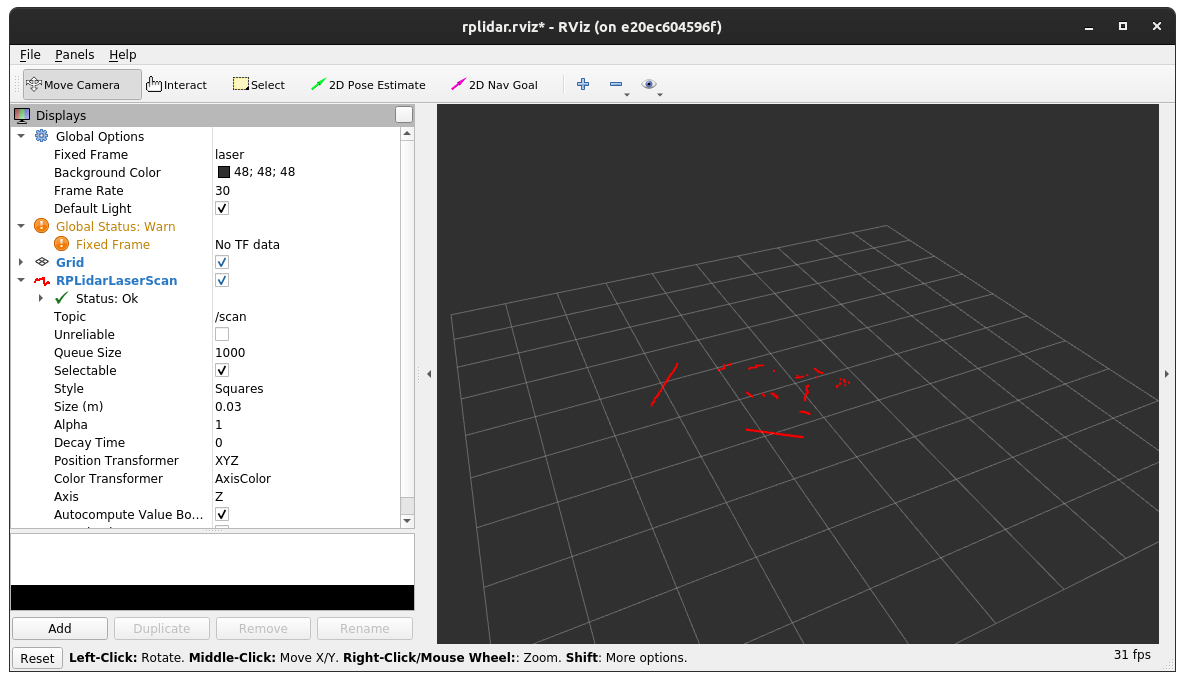 rplidar.rviz* - RViz (on e20ec604596f)
File Panels Help
Move Camera Interact Select 2D Pose Estimate 2D Nav Goal
Displays
Global Options
Fixed Frame laser
Background Color 48; 48; 48
Frame Rate 30
Default Light
Global Status: Warn
Fixed Frame No TF data
Grid
RPLidarLaserScan
Status: Ok
Topic /scan
Unreliable
Queue Size 1000
Selectable
Style Squares
Size (m) 0.03
Alpha 1
Decay Time 0
Position Transformer XYZ
Color Transformer AxisColor
Axis Z
Autocompute Value Bo...
Add Duplicate Remove Rename
Reset Left-Click: Rotate. Middle-Click: Move X/Y. Right-Click/Mouse Wheel:: Zoom. Shift: More options. 31 fps